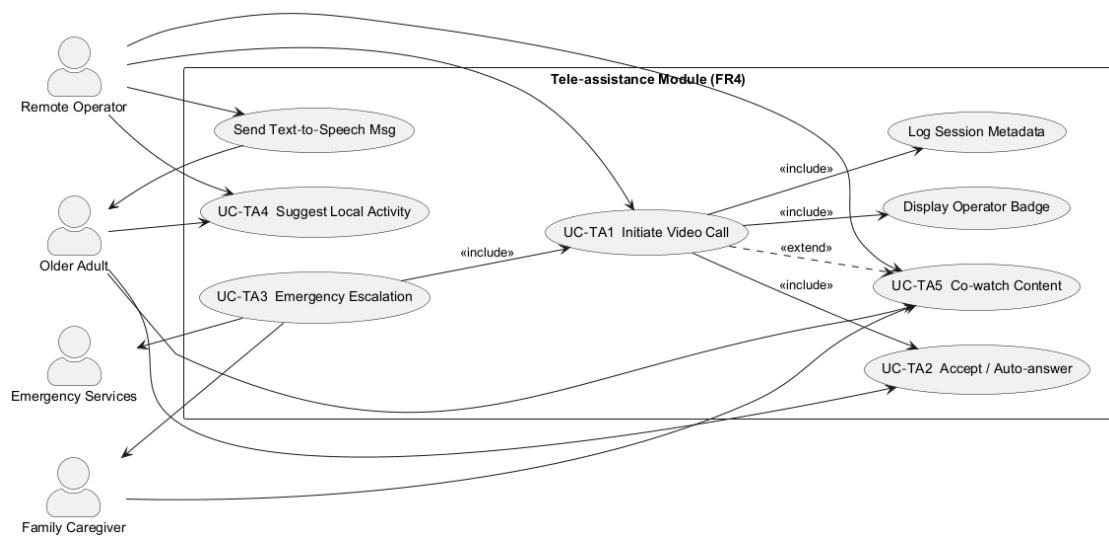 Tele-assistance Module (FR4)
Remote Operator
Send Text-to-Speech Msg
Log Session Metadata
«include»
UC-TA4 Suggest Local Activity
Display Operator Badge
«include»
UC-TA1 Initiate Video Call
Older Adult
«include»
«extend»
UC-TA3 Emergency Escalation
UC-TA5 Co-watch Content
«include»
UC-TA2 Accept / Auto-answer
Emergency Services
Family Caregiver